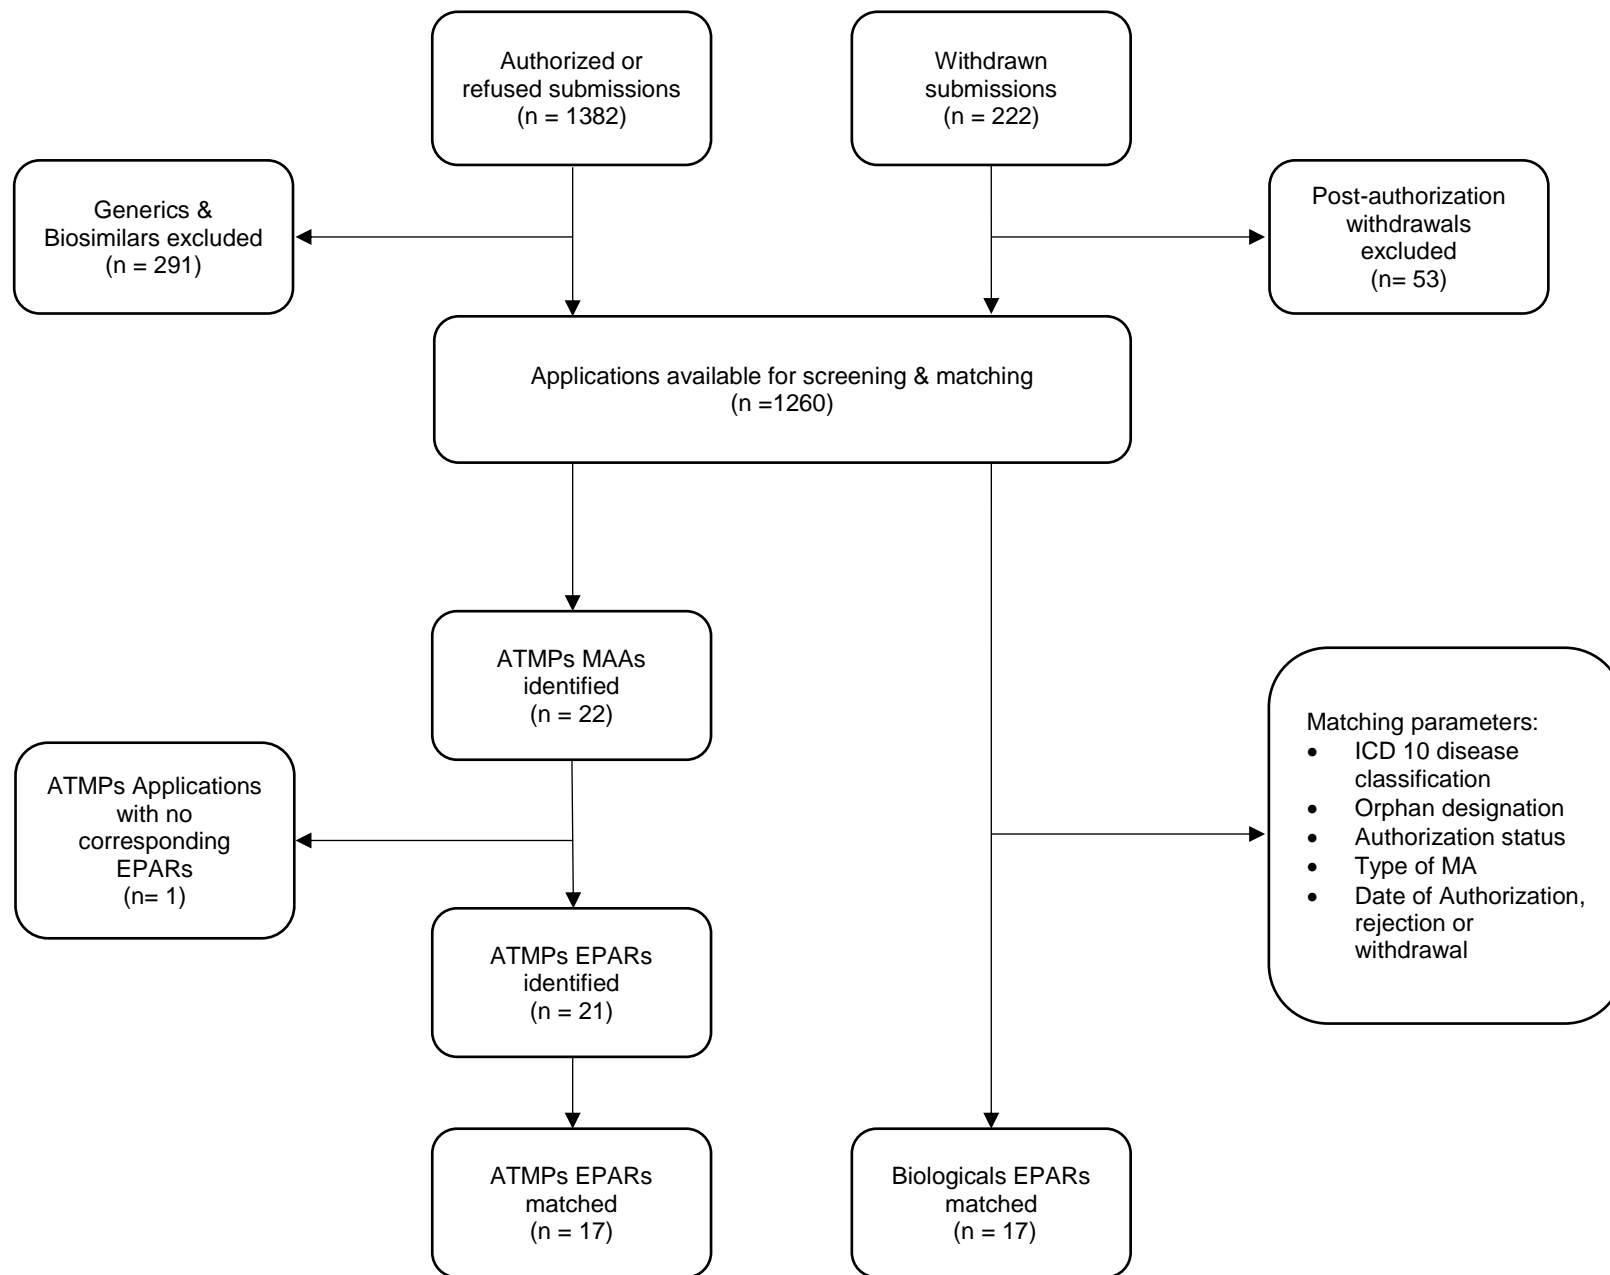 Authorized or
refused submissions
(n = 1382)
Withdrawn
submissions
(n = 222)
Generics &
Biosimilars excluded
(n = 291)
Post-authorization
withdrawals
excluded
(n= 53)
Applications available for screening & matching
(n =1260)
ATMPs MAAs
identified
(n = 22)
ATMPs Applications
with no
corresponding
EPARs
(n= 1)
Matching parameters:
• ICD 10 disease
classification
• Orphan designation
• Authorization status
• Type of MA
• Date of Authorization,
rejection or
withdrawal
ATMPs EPARs
identified
(n = 21)
ATMPs EPARs
matched
(n = 17)
Biologicals EPARs
matched
(n = 17)